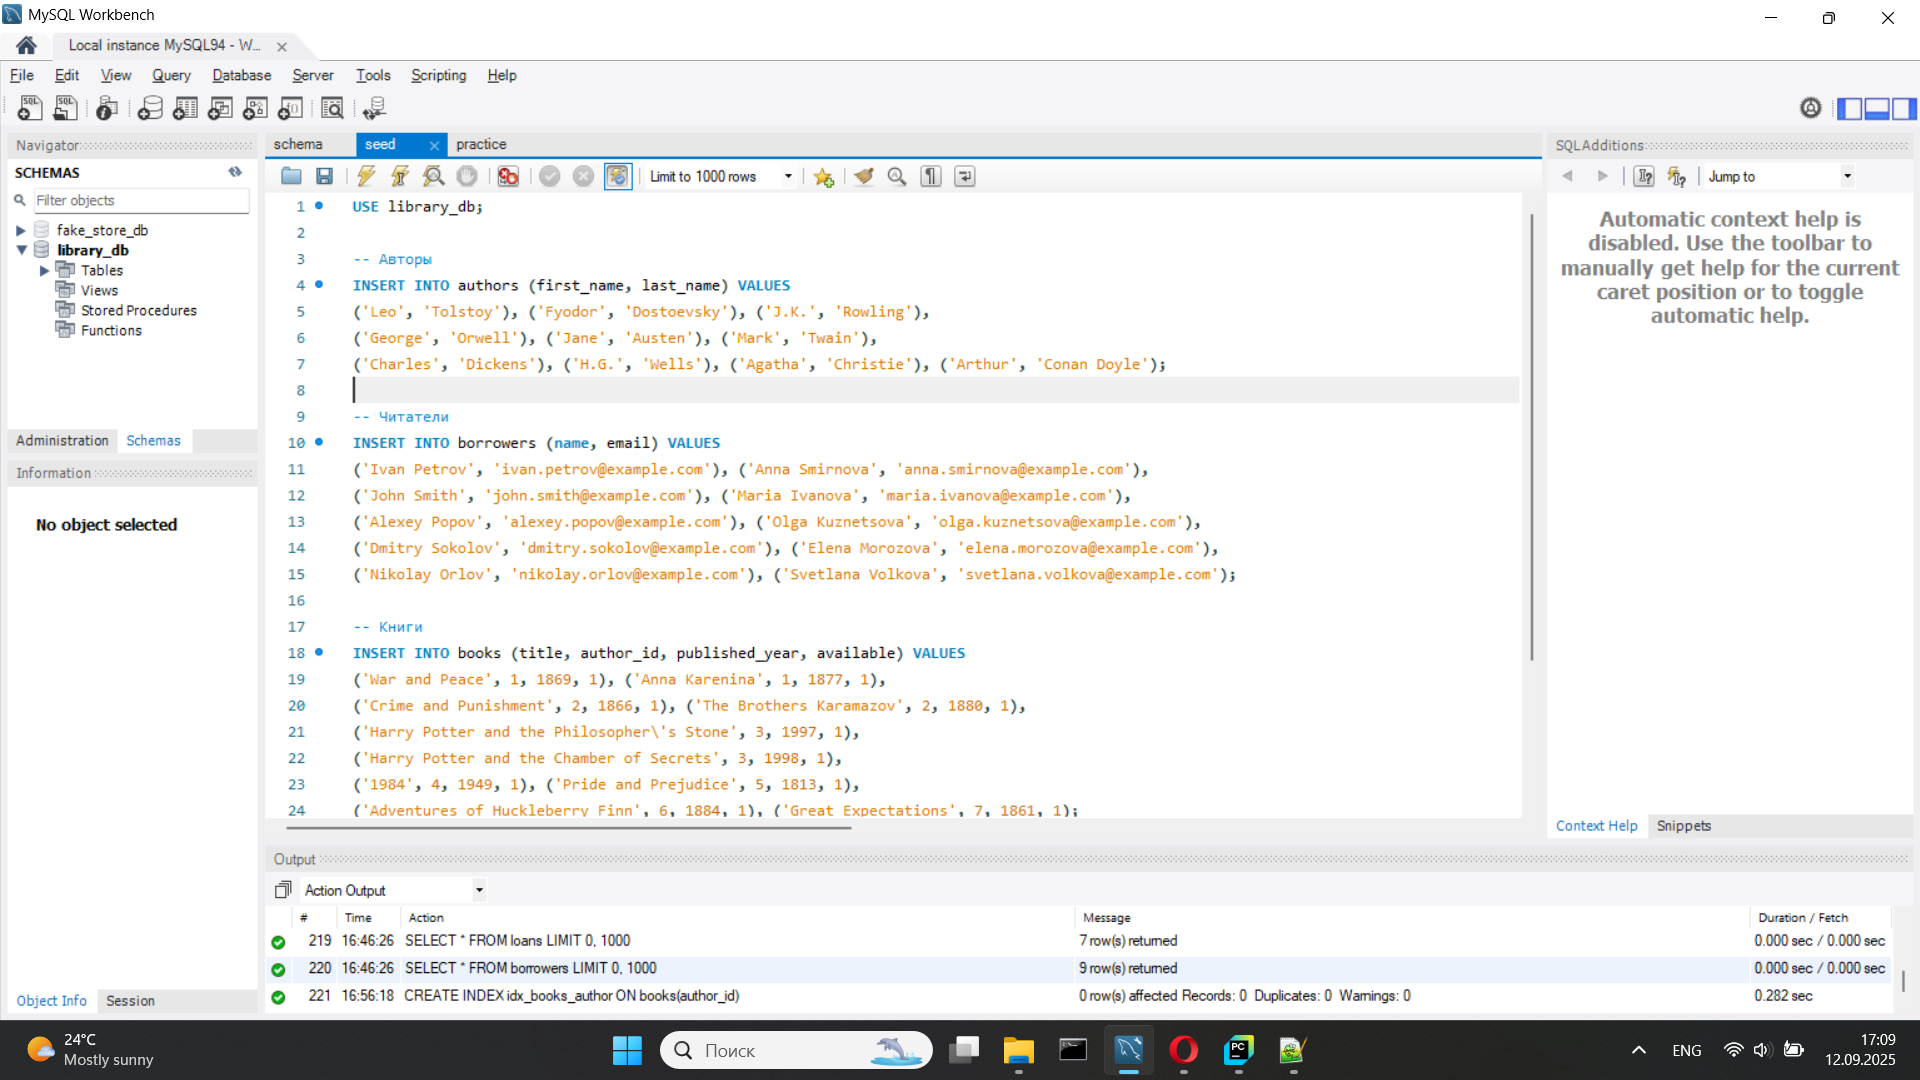 MySQL Workbench
Local instance MySQL94 - W...
File Edit View Query Database Server Tools Scripting Help
Navigator
SCHEMAS
Filter objects
fake_store_db
library_db
Tables
Views
Stored Procedures
Functions
Administration Schemas
Information
No object selected
Object Info Session
schema seed practice
Limit to 1000 rows
1 USE library_db;
2
3 -- Авторы
4 INSERT INTO authors (first_name, last_name) VALUES
5 ('Leo', 'Tolstoy'), ('Fyodor', 'Dostoevsky'), ('J.K.', 'Rowling'),
6 ('George', 'Orwell'), ('Jane', 'Austen'), ('Mark', 'Twain'),
7 ('Charles', 'Dickens'), ('H.G.', 'Wells'), ('Agatha', 'Christie'), ('Arthur', 'Conan Doyle');
8
9 -- Читатели
10 INSERT INTO borrowers (name, email) VALUES
11 ('Ivan Petrov', 'ivan.petrov@example.com'), ('Anna Smirnova', 'anna.smirnova@example.com'),
12 ('John Smith', 'john.smith@example.com'), ('Maria Ivanova', 'maria.ivanova@example.com'),
13 ('Alexey Popov', 'alexey.popov@example.com'), ('Olga Kuznetsova', 'olga.kuznetsova@example.com'),
14 ('Dmitry Sokolov', 'dmitry.sokolov@example.com'), ('Elena Morozova', 'elena.morozova@example.com'),
15 ('Nikolay Orlov', 'nikolay.orlov@example.com'), ('Svetlana Volkova', 'svetlana.volkova@example.com');
16
17 -- Книги
18 INSERT INTO books (title, author_id, published_year, available) VALUES
19 ('War and Peace', 1, 1869, 1), ('Anna Karenina', 1, 1877, 1),
20 ('Crime and Punishment', 2, 1866, 1), ('The Brothers Karamazov', 2, 1880, 1),
21 ('Harry Potter and the Philosopher\'s Stone', 3, 1997, 1),
22 ('Harry Potter and the Chamber of Secrets', 3, 1998, 1),
23 ('1984', 4, 1949, 1), ('Pride and Prejudice', 5, 1813, 1),
24 ('Adventures of Huckleberry Finn', 6, 1884, 1), ('Great Expectations', 7, 1861, 1);
SQLAdditions
Jump to
Automatic context help is
disabled. Use the toolbar to
manually get help for the current
caret position or to toggle
automatic help.
Context Help Snippets
Output
Action Output
# Time Action Message Duration / Fetch
219 16:46:26 SELECT * FROM loans LIMIT 0, 1000 7 row(s) returned 0.000 sec / 0.000 sec
220 16:46:26 SELECT * FROM borrowers LIMIT 0, 1000 9 row(s) returned 0.000 sec / 0.000 sec
221 16:56:18 CREATE INDEX idx_books_author ON books(author_id) 0 row(s) affected Records: 0 Duplicates: 0 Warnings: 0 0.282 sec
24°C
Mostly sunny
Поиск
ENG
17:09
12.09.2025